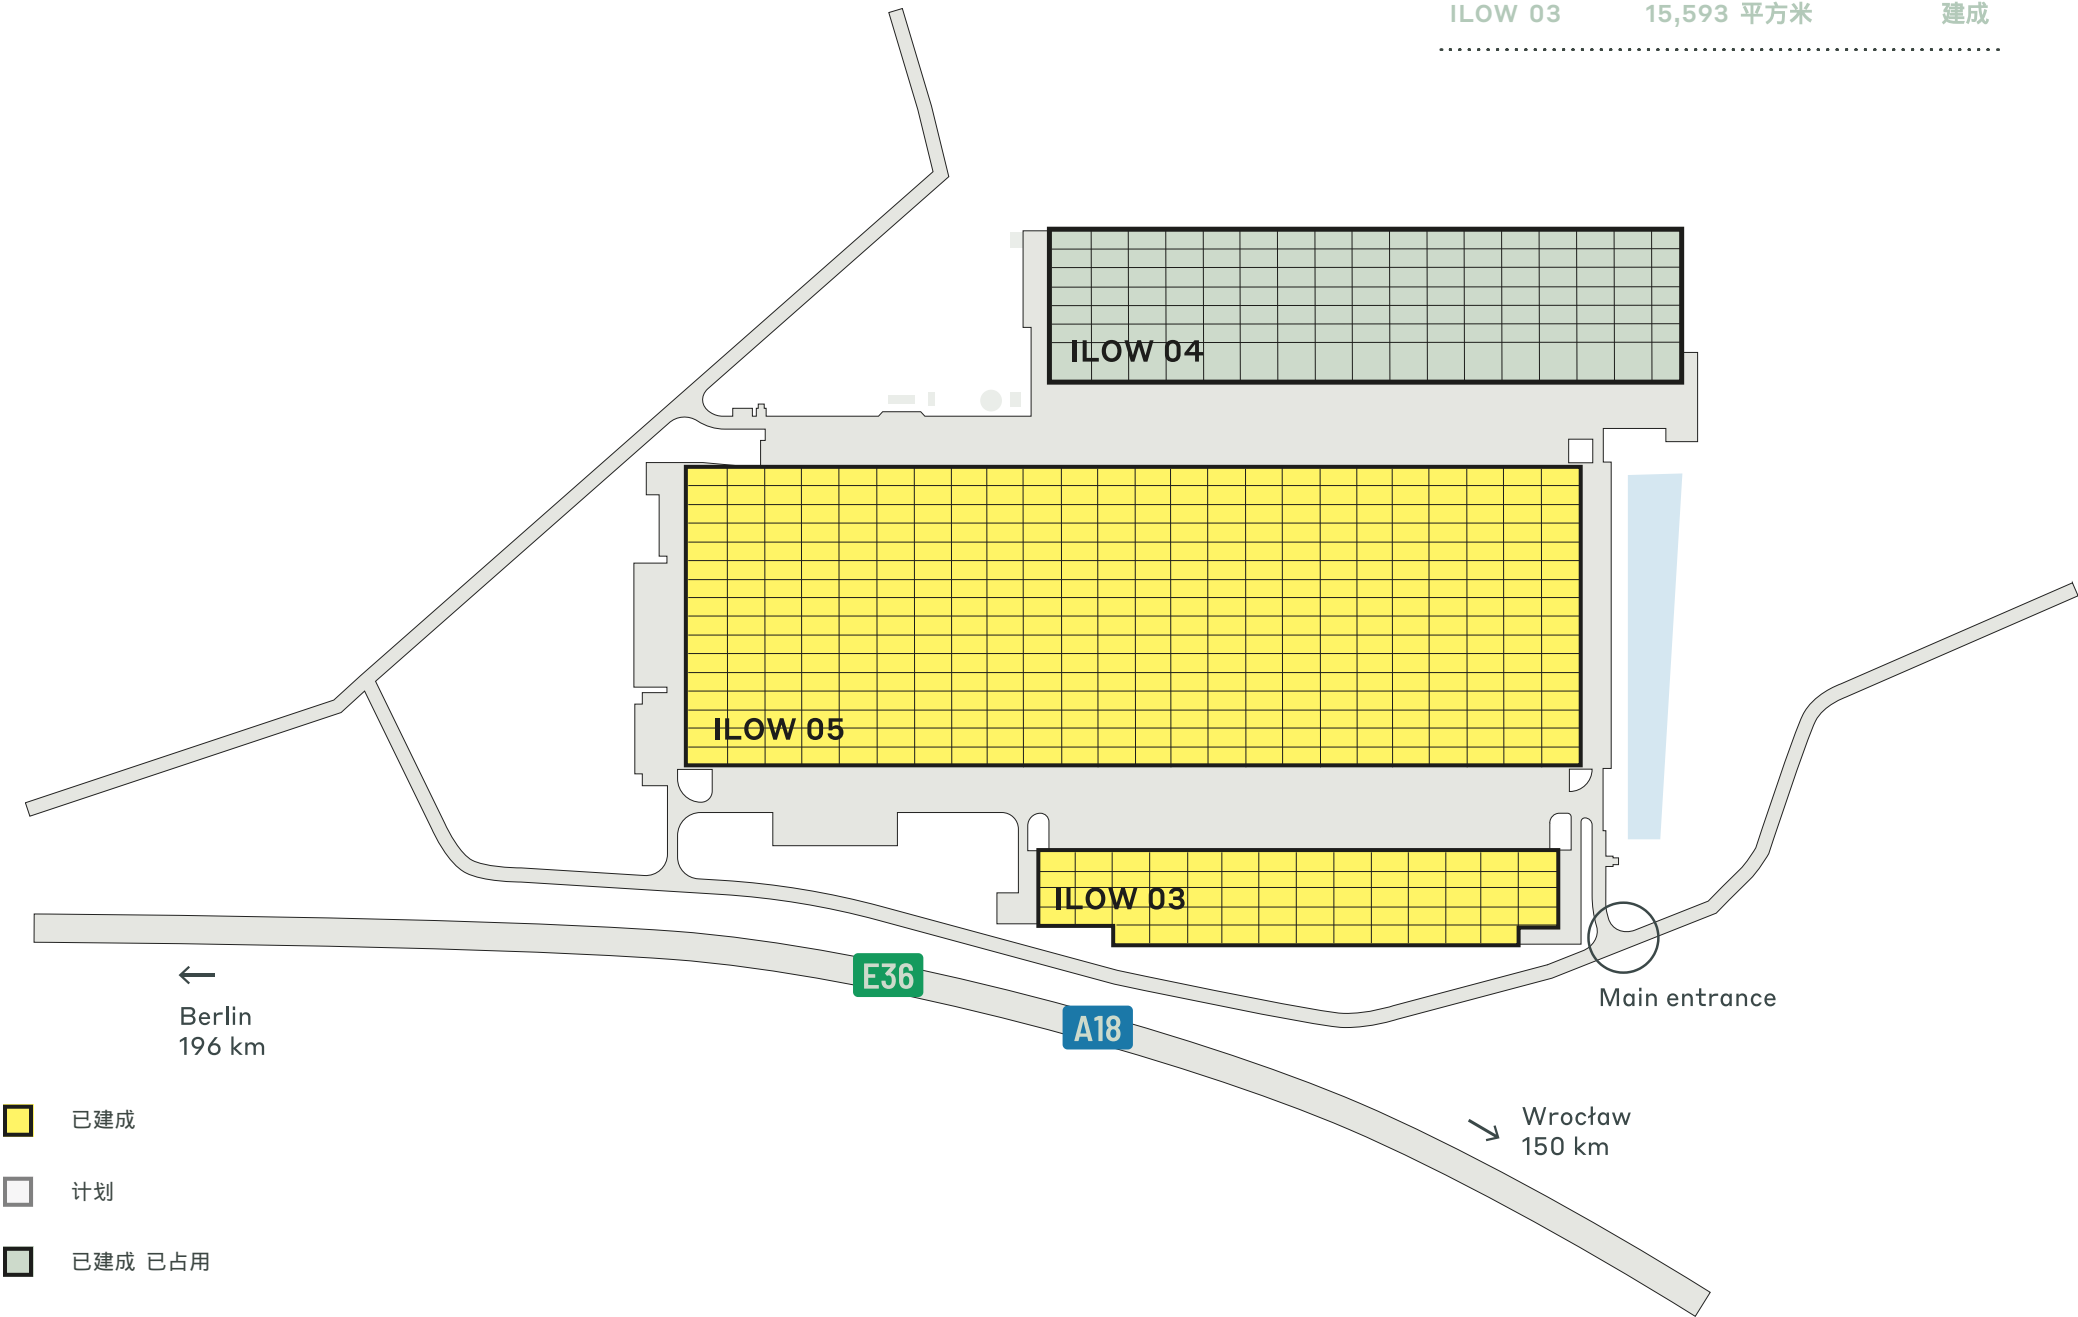 ILOW 03 15,593 平方米 建成
ILOW 04
ILOW 05
ILOW 03
E36
A18
Main entrance
Berlin
196 km
Wrocław
150 km
已建成
计划
已建成 已占用